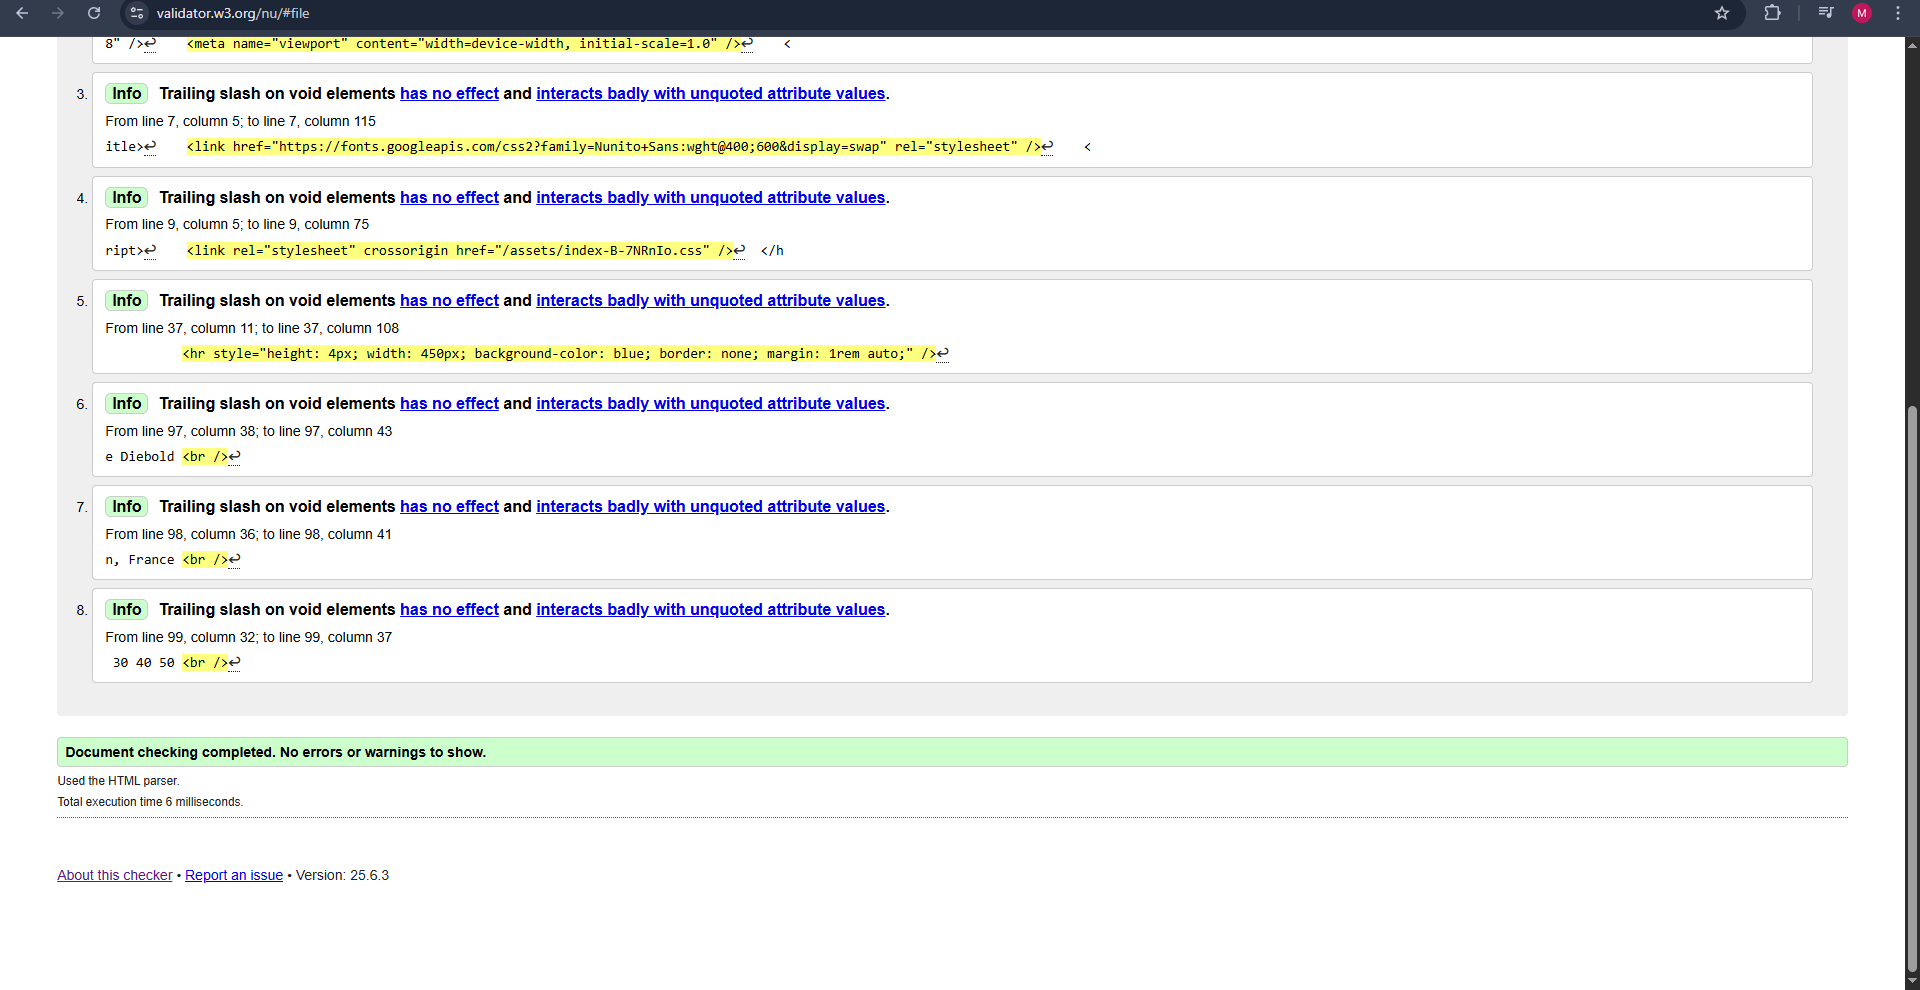 validator.w3.org/nu/#file
M
8" />↩    <meta name="viewport" content="width=device-width, initial-scale=1.0" />↩    <
3. Info Trailing slash on void elements has no effect and interacts badly with unquoted attribute values.
From line 7, column 5; to line 7, column 115
itle>↩    <link href="https://fonts.googleapis.com/css2?family=Nunito+Sans:wght@400;600&display=swap" rel="stylesheet" />↩    <
4. Info Trailing slash on void elements has no effect and interacts badly with unquoted attribute values.
From line 9, column 5; to line 9, column 75
ript>↩    <link rel="stylesheet" crossorigin href="/assets/index-B-7NRnIo.css" />↩  </h
5. Info Trailing slash on void elements has no effect and interacts badly with unquoted attribute values.
From line 37, column 11; to line 37, column 108
<hr style="height: 4px; width: 450px; background-color: blue; border: none; margin: 1rem auto;" />↩
6. Info Trailing slash on void elements has no effect and interacts badly with unquoted attribute values.
From line 97, column 38; to line 97, column 43
e Diebold <br />↩
7. Info Trailing slash on void elements has no effect and interacts badly with unquoted attribute values.
From line 98, column 36; to line 98, column 41
n, France <br />↩
8. Info Trailing slash on void elements has no effect and interacts badly with unquoted attribute values.
From line 99, column 32; to line 99, column 37
30 40 50 <br />↩
Document checking completed. No errors or warnings to show.
Used the HTML parser.
Total execution time 6 milliseconds.
About this checker • Report an issue • Version: 25.6.3